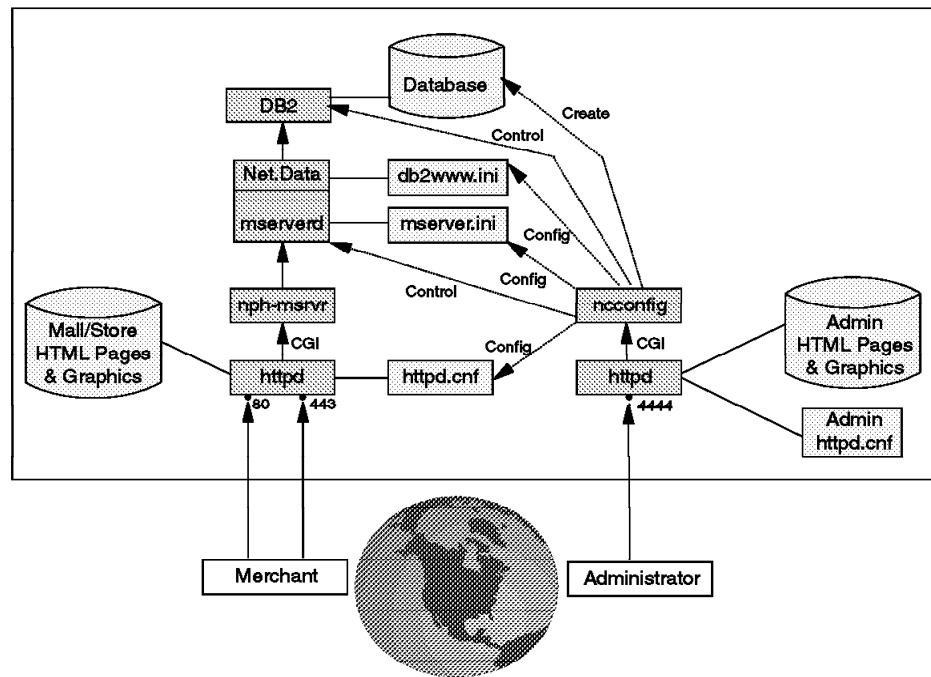 Database
DB2
Create
Control
Net.Data
db2www.ini
mserverd
mserver.ini
Config
Config
Control
nph-msrvr
ncconfig
Mall/Store
HTML Pages
& Graphics
Admin
HTML Pages
& Graphics
CGI
Config
CGI
httpd
httpd.cnf
httpd
80
443
4444
Admin
httpd.cnf
Merchant
Administrator